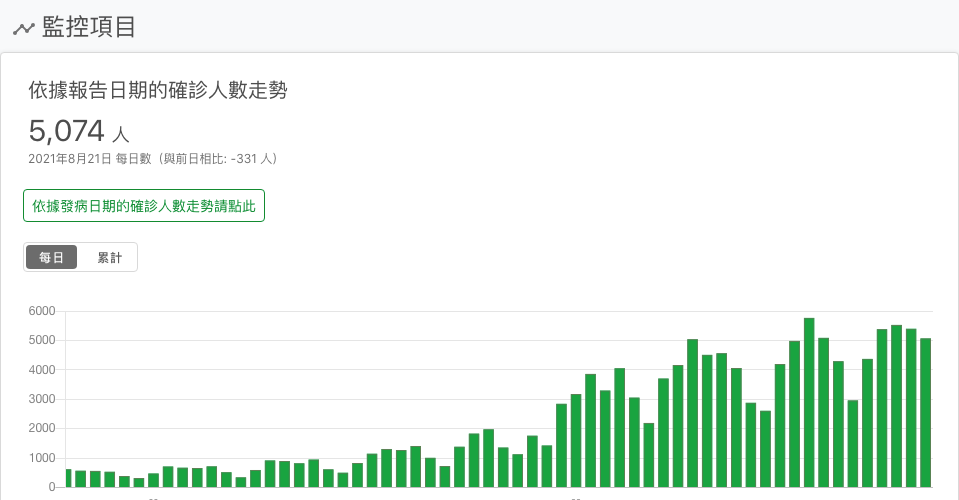 監控項目
依據報告日期的確診人數走勢
5,074 人
2021年8月21日 每日數（與前日相比: -331 人）
依據發病日期的確診人數走勢請點此
每日 累計
6000
5000
4000
3000
2000
1000
0